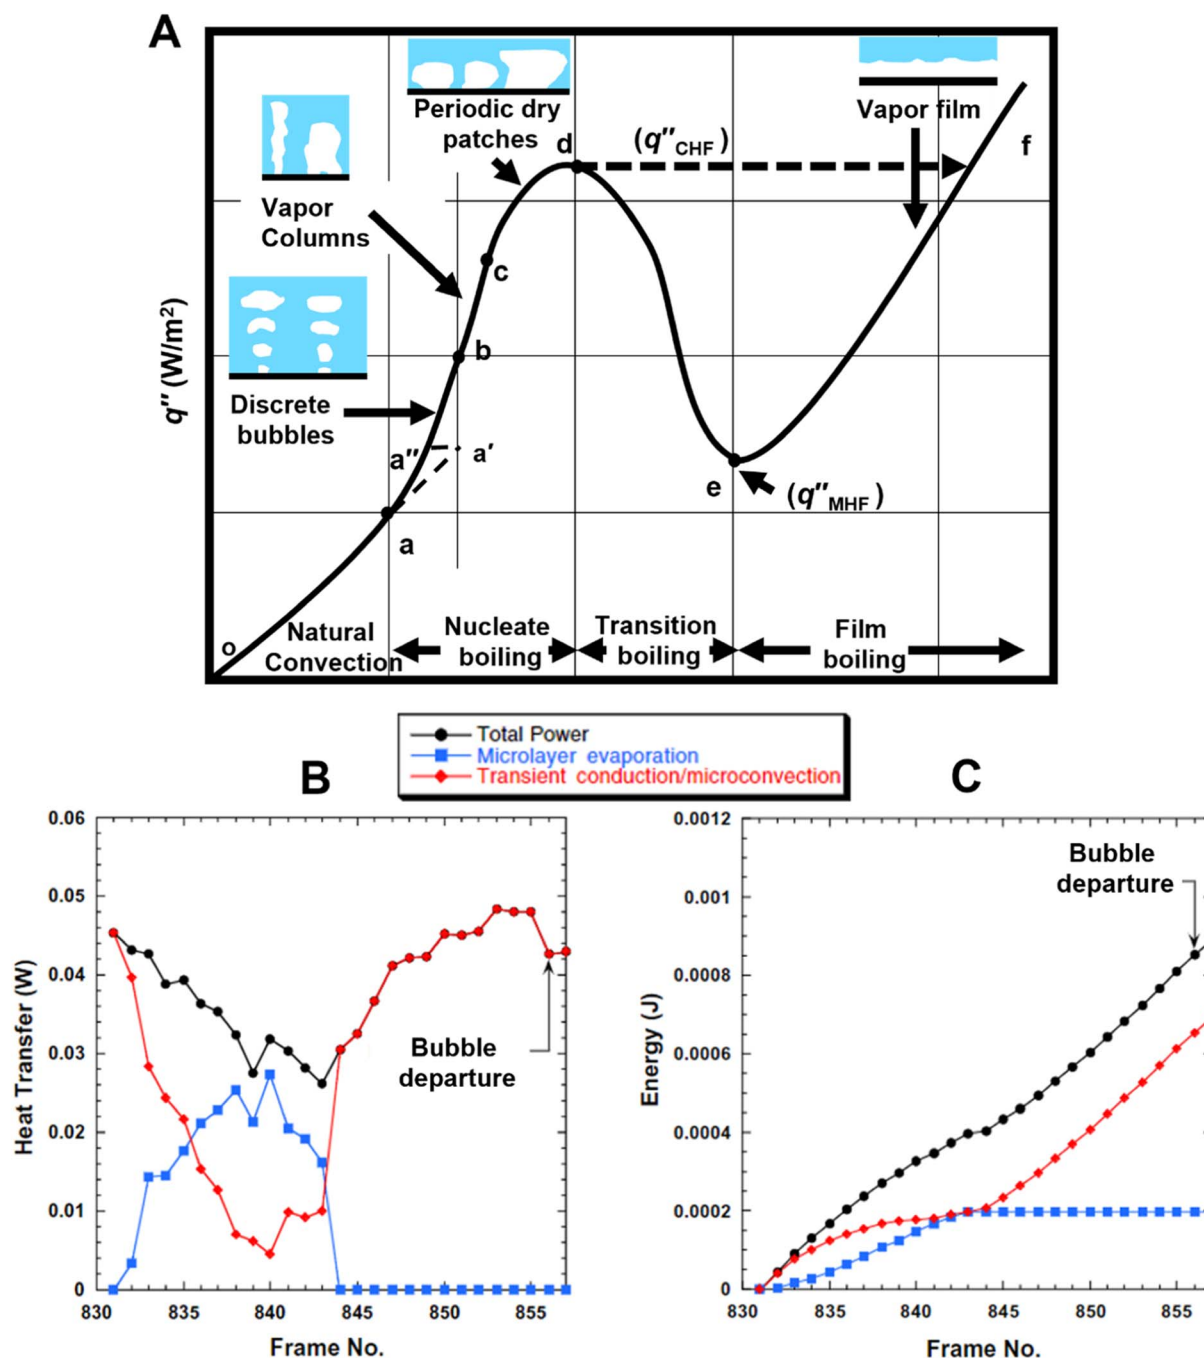 A
Periodic dry
patches
d
(q″CHF)
Vapor film
f
Vapor
Columns
c
b
Discrete
bubbles
a″
a′
e
(q″MHF)
a
q″ (W/m²)
o
Natural
Convection
Nucleate
boiling
Transition
boiling
Film
boiling
Total Power
Microlayer evaporation
Transient conduction/microconvection
B
0.06
0.05
0.04
0.03
0.02
0.01
0
Heat Transfer (W)
Bubble
departure
830
835
840
845
850
855
Frame No.
C
0.0012
0.001
0.0008
0.0006
0.0004
0.0002
0
Energy (J)
Bubble
departure
830
835
840
845
850
855
Frame No.